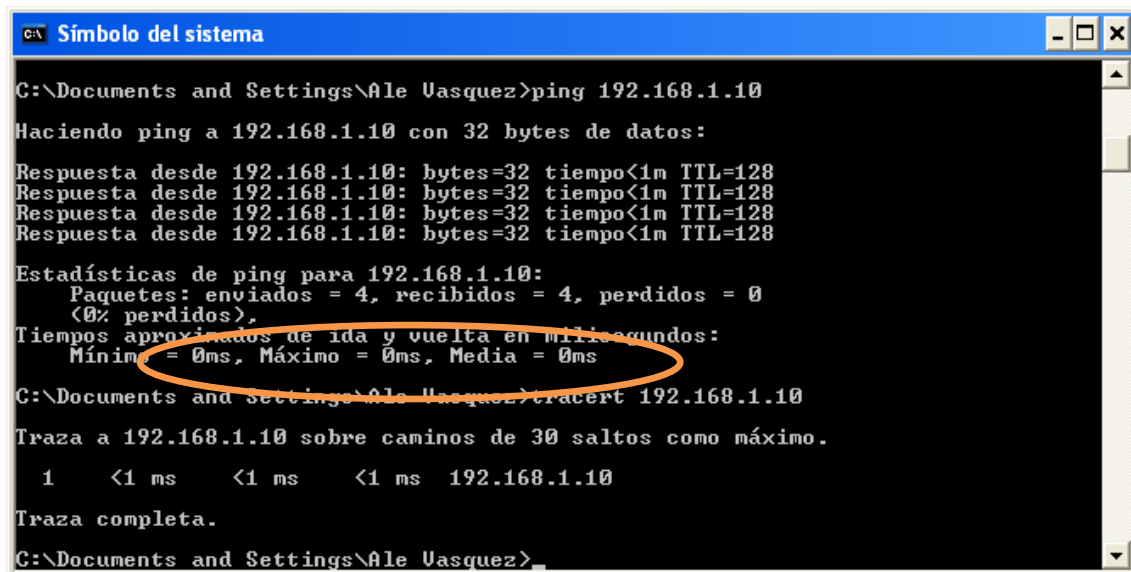 Símbolo del sistema
C:\Documents and Settings\Ale Vasquez>ping 192.168.1.10
Haciendo ping a 192.168.1.10 con 32 bytes de datos:
Respuesta desde 192.168.1.10: bytes=32 tiempo<1m TTL=128
Respuesta desde 192.168.1.10: bytes=32 tiempo<1m TTL=128
Respuesta desde 192.168.1.10: bytes=32 tiempo<1m TTL=128
Respuesta desde 192.168.1.10: bytes=32 tiempo<1m TTL=128
Estadísticas de ping para 192.168.1.10:
Paquetes: enviados = 4, recibidos = 4, perdidos = 0
(0% perdidos),
Tiempos aproximados de ida y vuelta en milisegundos:
Mínimo = 0ms, Máximo = 0ms, Media = 0ms
C:\Documents and Settings\Ale Vasquez>tracert 192.168.1.10
Traza a 192.168.1.10 sobre caminos de 30 saltos como máximo.
1 <1 ms <1 ms <1 ms 192.168.1.10
Traza completa.
C:\Documents and Settings\Ale Vasquez>_